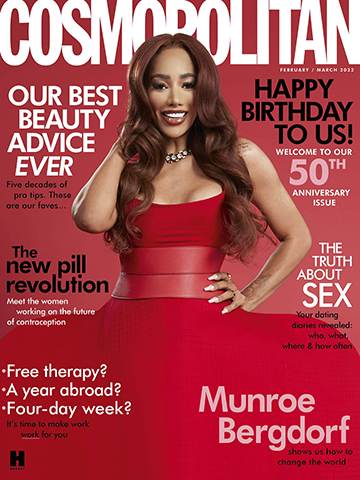 COSMOPOLITAN
FEBRUARY / MARCH 2022
OUR BEST
BEAUTY
ADVICE
EVER
Five decades of
pro tips. These
are our faves...
HAPPY
BIRTHDAY
TO US!
WELCOME TO OUR
50TH
ANNIVERSARY
ISSUE
The
new pill
revolution
Meet the women
working on the future
of contraception
THE
TRUTH
ABOUT
SEX
Your dating
diaries revealed:
who, what,
where & how often
•Free therapy?
•A year abroad?
•Four-day week?
It's time to make work
work for you
Munroe
Bergdorf
shows us how to
change the world
H
HEARST